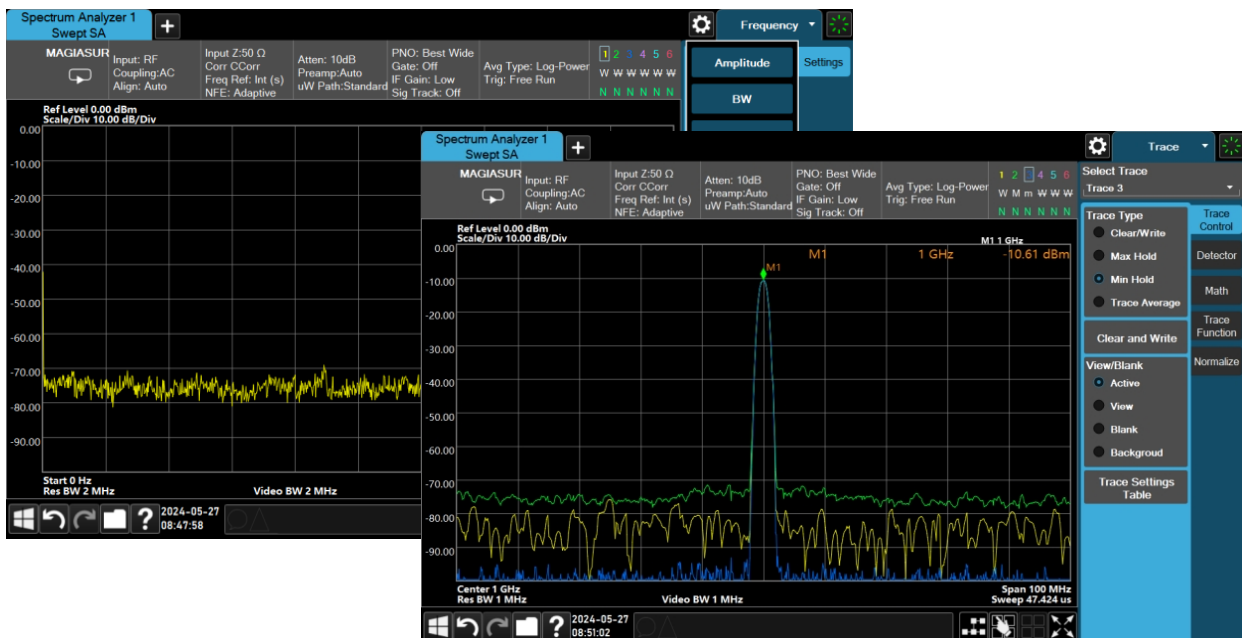 Spectrum Analyzer 1
Swept SA
+
Frequency
MAGIASUR
Input: RF
Coupling:AC
Align: Auto
Input Z:50 Ω
Corr CCorr
Freq Ref: Int (s)
NFE: Adaptive
Atten: 10dB
Preamp:Auto
uW Path:Standard
PNO: Best Wide
Gate: Off
IF Gain: Low
Sig Track: Off
Avg Type: Log-Power
Trig: Free Run
1 2 3 4 5 6
W W W W W W
N N N N N N
Amplitude
BW
Settings
Ref Level 0.00 dBm
Scale/Div 10.00 dB/Div
0.00
-10.00
-20.00
-30.00
-40.00
-50.00
-60.00
-70.00
-80.00
-90.00
Start 0 Hz
Res BW 2 MHz
Video BW 2 MHz
?
2024-05-27
08:47:58
Spectrum Analyzer 1
Swept SA
+
Trace
MAGIASUR
Input: RF
Coupling:AC
Align: Auto
Input Z:50 Ω
Corr CCorr
Freq Ref: Int (s)
NFE: Adaptive
Atten: 10dB
Preamp:Auto
uW Path:Standard
PNO: Best Wide
Gate: Off
IF Gain: Low
Sig Track: Off
Avg Type: Log-Power
Trig: Free Run
1 2 4 5 6
W M m W W W
N N N N N N
Ref Level 0.00 dBm
Scale/Div 10.00 dB/Div
M1 1 GHz
M1 1 GHz -10.61 dBm
M1
0.00
-10.00
-20.00
-30.00
-40.00
-50.00
-60.00
-70.00
-80.00
-90.00
Center 1 GHz
Res BW 1 MHz
Video BW 1 MHz
Span 100 MHz
Sweep 47.424 us
?
2024-05-27
08:51:02
Select Trace
Trace 3
Trace Type
Clear/Write
Max Hold
Min Hold
Trace Average
Clear and Write
View/Blank
Active
View
Blank
Backgroud
Trace Settings
Table
Trace
Control
Detector
Math
Trace
Function
Normalize